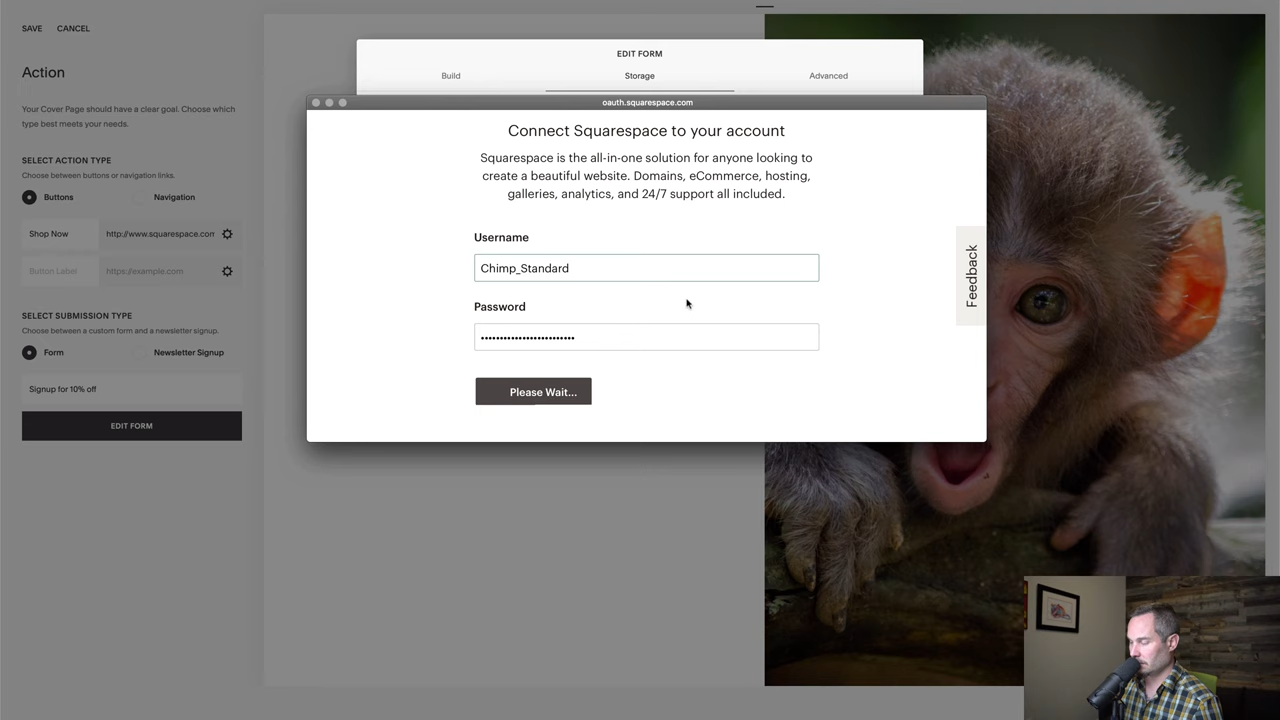 SAVE CANCEL
Action
Your Cover Page should have a clear goal. Choose which
type best meets your needs.
SELECT ACTION TYPE
Choose between buttons or navigation links.
Buttons Navigation
Shop Now http://www.squarespace.com
Button Label https://example.com
SELECT SUBMISSION TYPE
Choose between a custom form and a newsletter signup.
Form Newsletter Signup
Signup for 10% off
EDIT FORM
EDIT FORM
Build Storage Advanced
oauth.squarespace.com
Connect Squarespace to your account
Squarespace is the all-in-one solution for anyone looking to
create a beautiful website. Domains, eCommerce, hosting,
galleries, analytics, and 24/7 support all included.
Username
Chimp_Standard
Password
••••••••••••••••••••••••
Please Wait...
Feedback